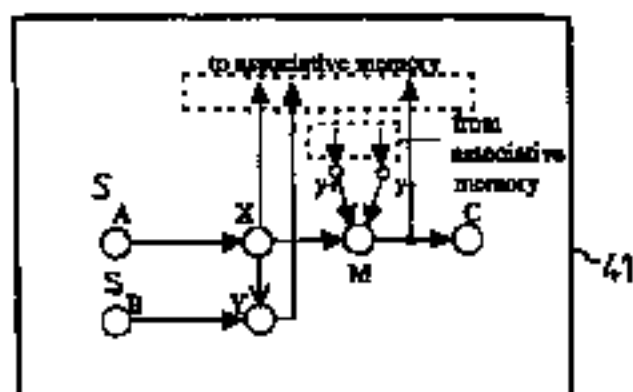 to associative memory
from
associative
memory
y y
S
A X C
M
S
B Y
41